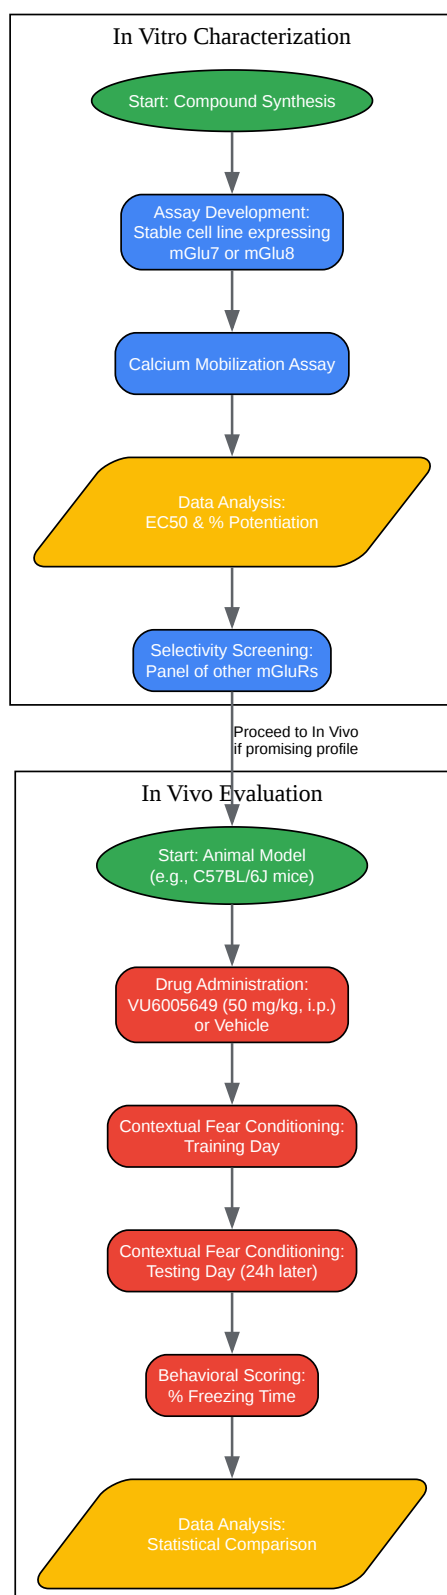 In Vitro Characterization
Start: Compound Synthesis
Assay Development:
Stable cell line expressing
mGlu7 or mGlu8
Calcium Mobilization Assay
Data Analysis:
EC50 & % Potentiation
Selectivity Screening:
Panel of other mGluRs
Proceed to In Vivo
if promising profile
In Vivo Evaluation
Start: Animal Model
(e.g., C57BL/6J mice)
Drug Administration:
VU6005649 (50 mg/kg, i.p.)
or Vehicle
Contextual Fear Conditioning:
Training Day
Contextual Fear Conditioning:
Testing Day (24h later)
Behavioral Scoring:
% Freezing Time
Data Analysis:
Statistical Comparison